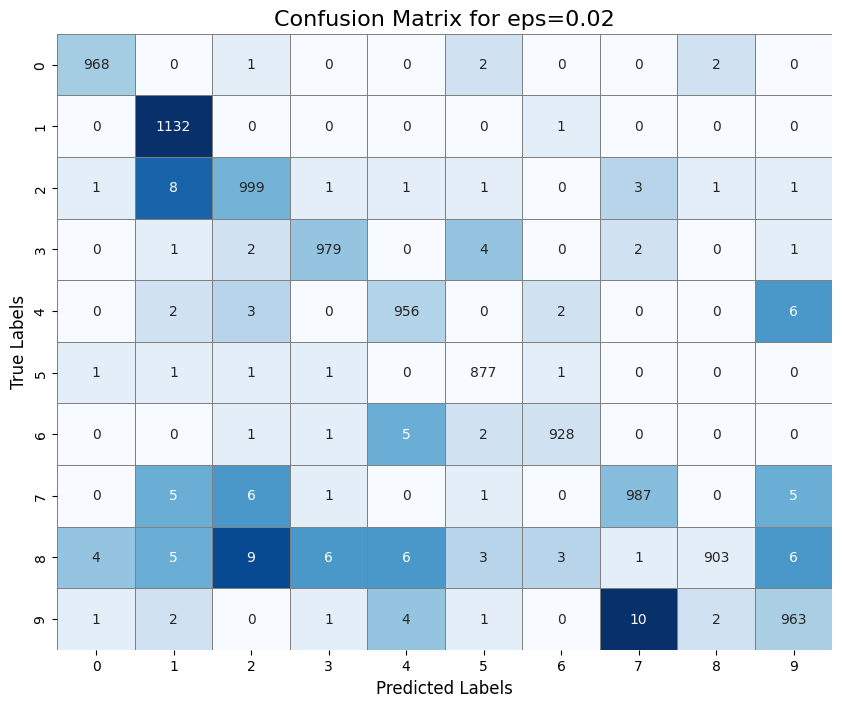 Confusion Matrix for eps=0.02
0 968 0 1 0 0 2 0 0 2 0
1 0 1132 0 0 0 0 1 0 0 0
2 1 8 999 1 1 1 0 3 1 1
3 0 1 2 979 0 4 0 2 0 1
4 0 2 3 0 956 0 2 0 0 6
5 1 1 1 1 0 877 1 0 0 0
6 0 0 1 1 5 2 928 0 0 0
7 0 5 6 1 0 1 0 987 0 5
8 4 5 9 6 6 3 3 1 903 6
9 1 2 0 1 4 1 0 10 2 963
0 1 2 3 4 5 6 7 8 9
True Labels
Predicted Labels